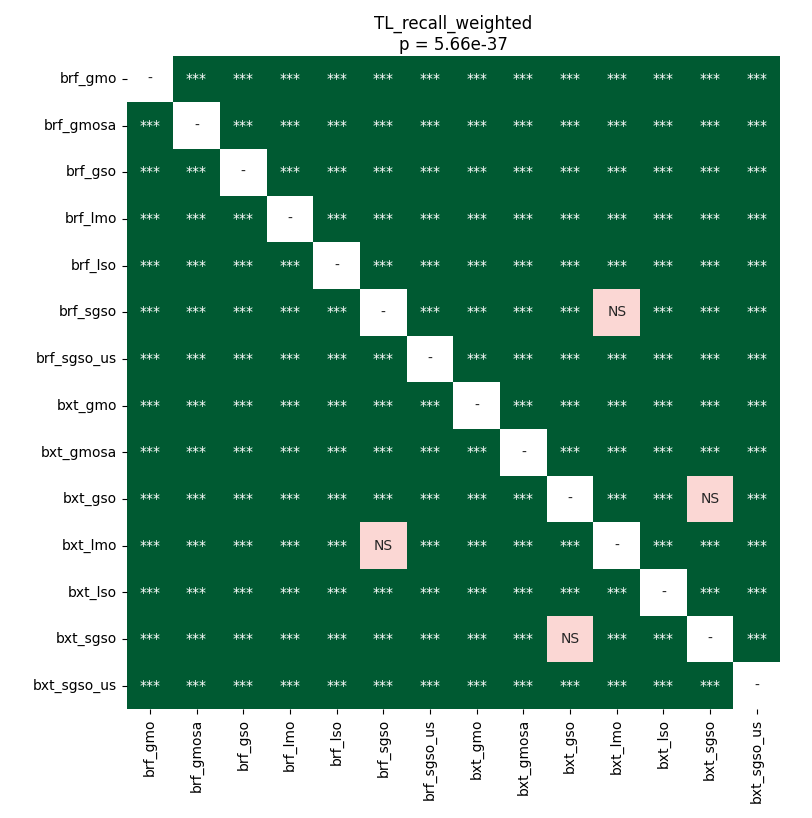 TL_recall_weighted
p = 5.66e-37
brf_gmo - *** *** *** *** *** *** *** *** *** *** *** *** ***
brf_gmosa *** - *** *** *** *** *** *** *** *** *** *** *** ***
brf_gso *** *** - *** *** *** *** *** *** *** *** *** *** ***
brf_lmo *** *** *** - *** *** *** *** *** *** *** *** *** ***
brf_lso *** *** *** *** - *** *** *** *** *** *** *** *** ***
brf_sgso *** *** *** *** *** - *** *** *** *** NS *** *** ***
brf_sgso_us *** *** *** *** *** *** - *** *** *** *** *** *** ***
bxt_gmo *** *** *** *** *** *** *** - *** *** *** *** *** ***
bxt_gmosa *** *** *** *** *** *** *** *** - *** *** *** *** ***
bxt_gso *** *** *** *** *** *** *** *** *** - *** *** NS ***
bxt_lmo *** *** *** *** *** NS *** *** *** *** - *** *** ***
bxt_lso *** *** *** *** *** *** *** *** *** *** *** - *** ***
bxt_sgso *** *** *** *** *** *** *** *** *** NS *** *** - ***
bxt_sgso_us *** *** *** *** *** *** *** *** *** *** *** *** *** -
brf_gmo brf_gmosa brf_gso brf_lmo brf_lso brf_sgso brf_sgso_us bxt_gmo bxt_gmosa bxt_gso bxt_lmo bxt_lso bxt_sgso bxt_sgso_us